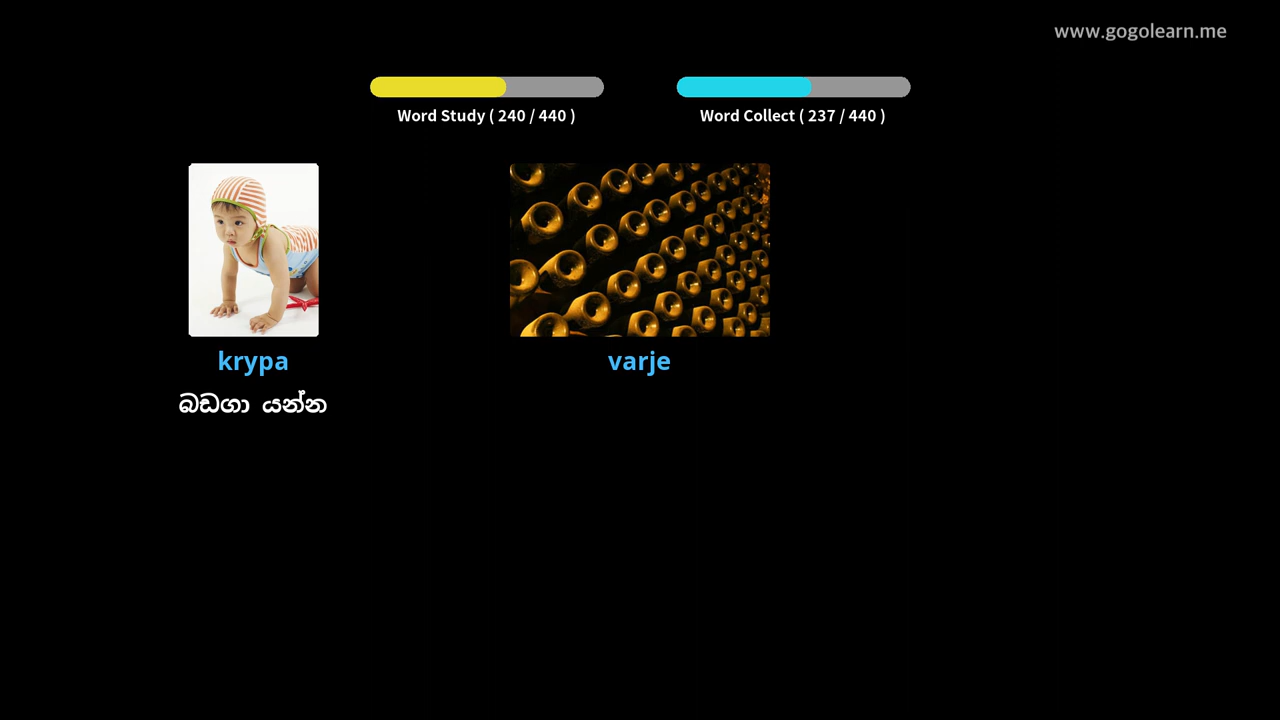 www.gogolearn.me
Word Study ( 240 / 440 )
Word Collect ( 237 / 440 )
krypa
varje
බඩගා යන්න